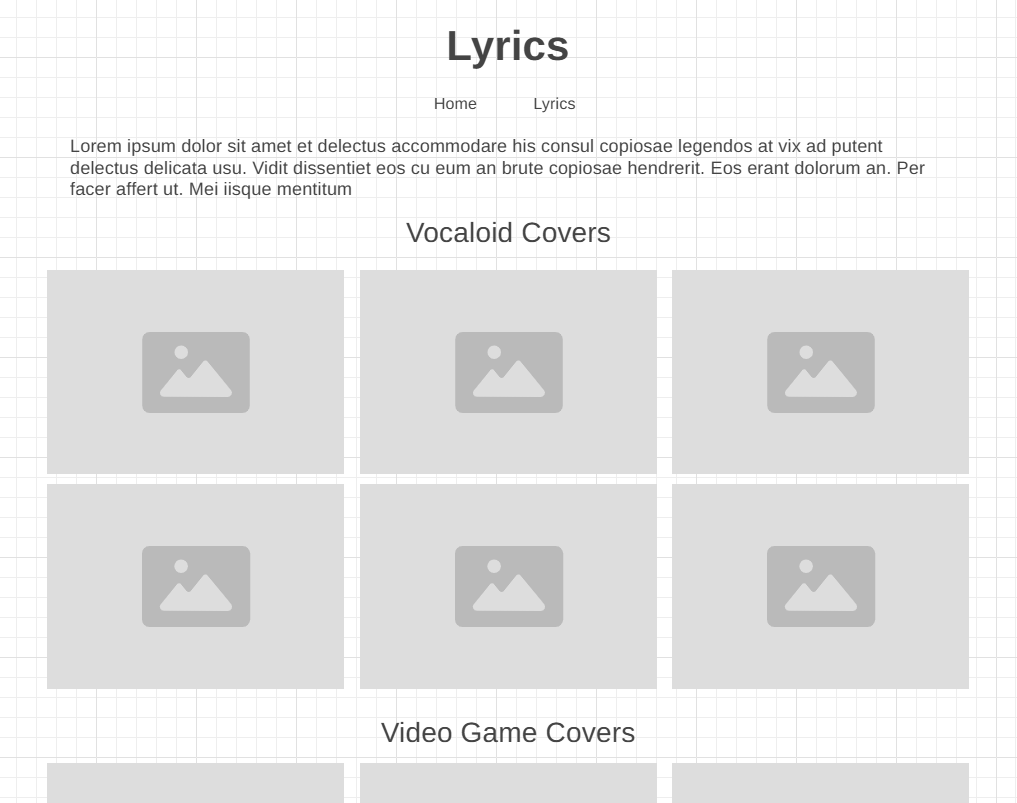 Lyrics
Home Lyrics
Lorem ipsum dolor sit amet et delectus accommodare his consul copiosae legendos at vix ad putent
delectus delicata usu. Vidit dissentiet eos cu eum an brute copiosae hendrerit. Eos erant dolorum an. Per
facer affert ut. Mei iisque mentitum
Vocaloid Covers
Video Game Covers